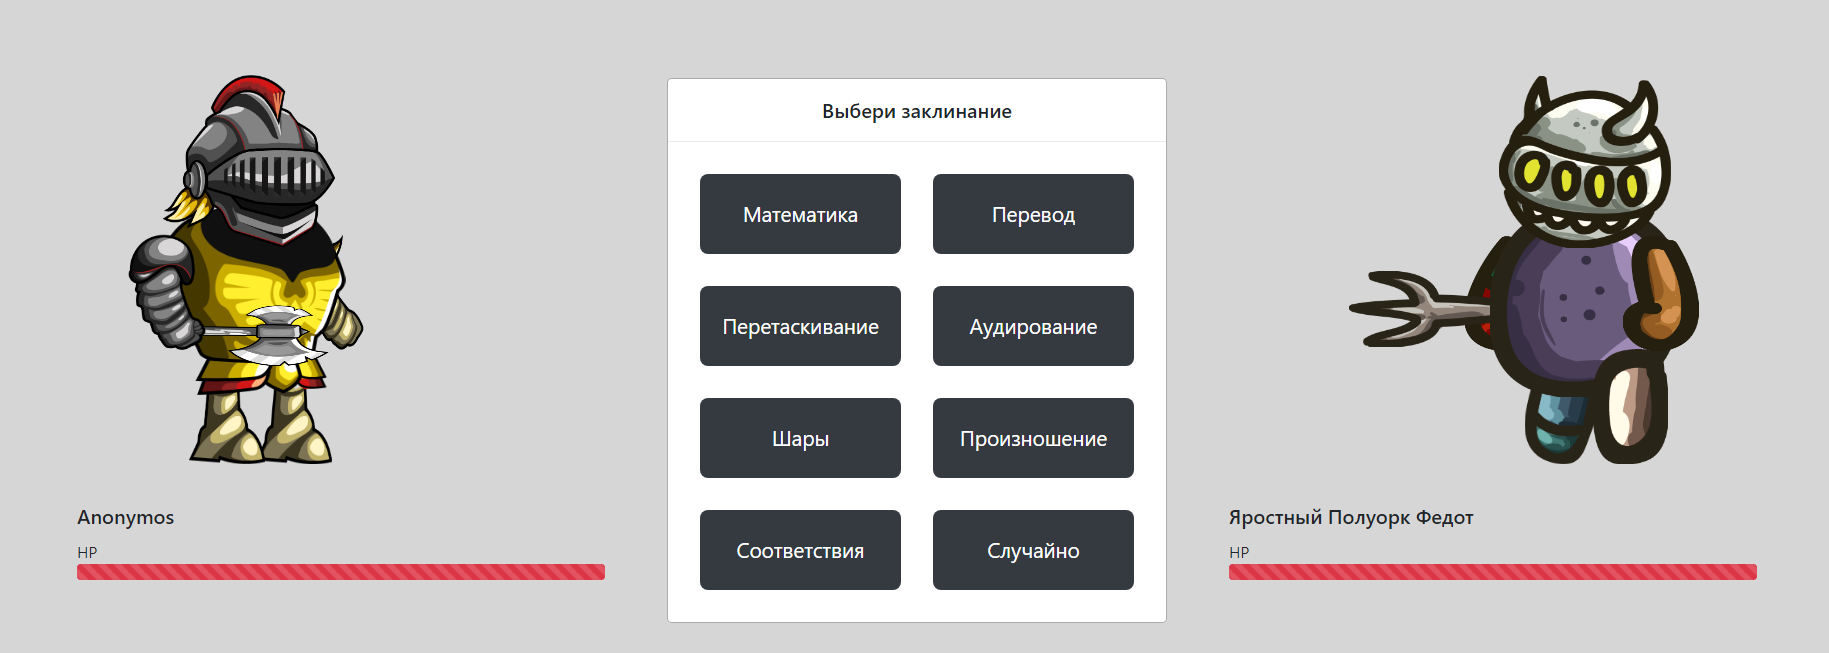 Выбери заклинание
Математика
Перевод
Перетаскивание
Аудирование
Шары
Произношение
Соответствия
Случайно
Anonymos
HP
Яростный Полуорк Федот
HP